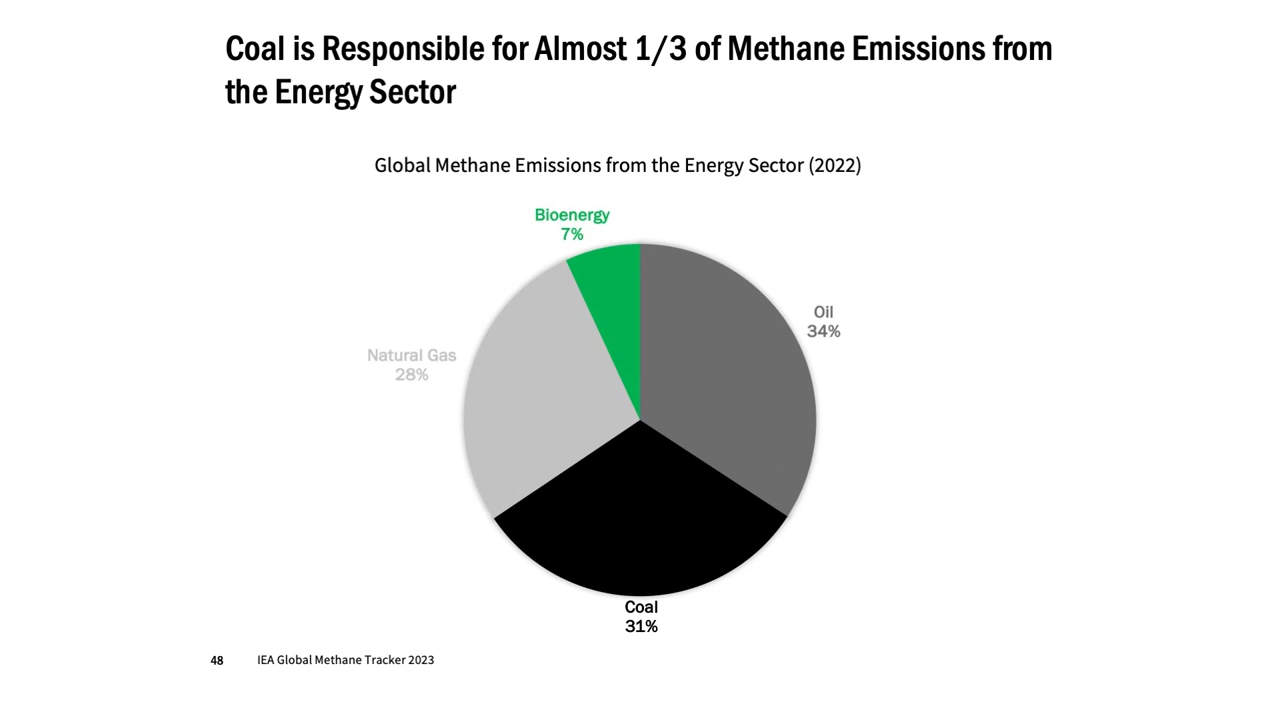 Coal is Responsible for Almost 1/3 of Methane Emissions from
the Energy Sector
Global Methane Emissions from the Energy Sector (2022)
Bioenergy
7%
Oil
34%
Natural Gas
28%
Coal
31%
48 IEA Global Methane Tracker 2023